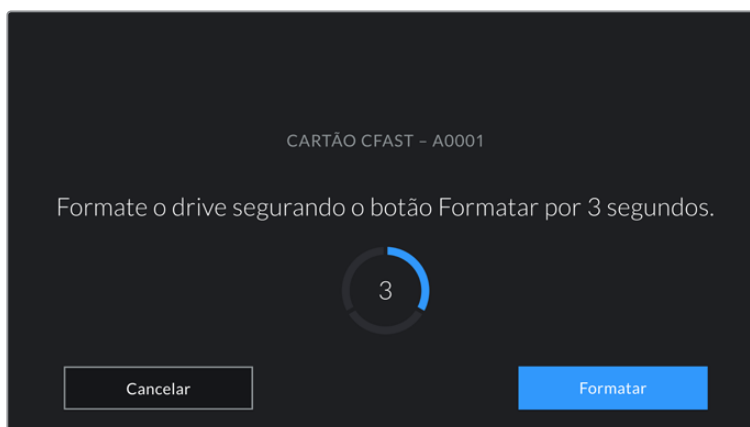 CARTÃO CFAST – A0001
Formate o drive segurando o botão Formatar por 3 segundos.
3
Cancelar
Formatar